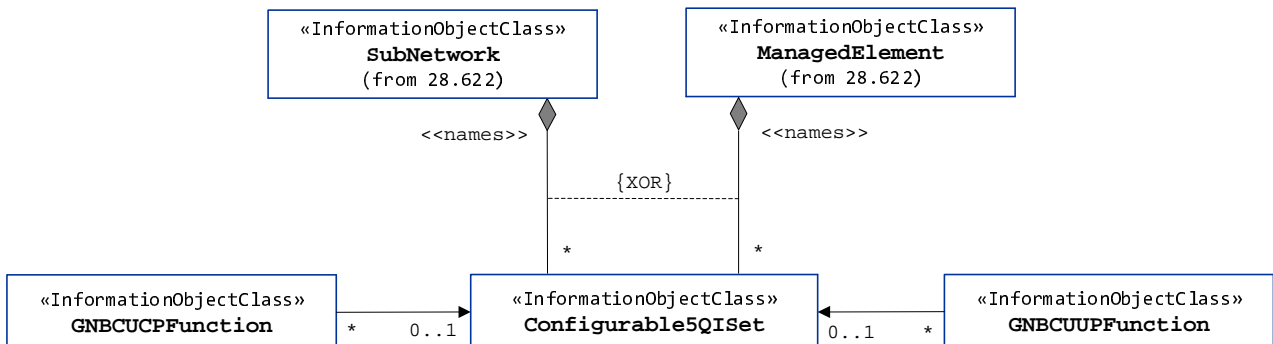 «InformationObjectClass»
SubNetwork
(from 28.622)
«InformationObjectClass»
ManagedElement
(from 28.622)
<<names>>
<<names>>
{XOR}
*
*
«InformationObjectClass»
GNBCUCPFunction
*
0..1
«InformationObjectClass»
Configurable5QISet
0..1
*
«InformationObjectClass»
GNBCUUPFunction